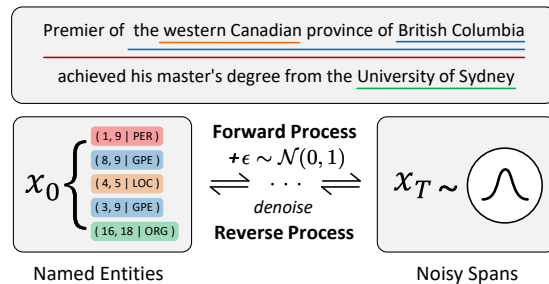 Premier of the western Canadian province of British Columbia
achieved his master's degree from the University of Sydney
( 1, 9 | PER )
( 8, 9 | GPE )
( 4, 5 | LOC )
( 3, 9 | GPE )
( 16, 18 | ORG )
x₀
Forward Process
+ϵ ∼ 𝒩(0, 1)
· · ·
denoise
Reverse Process
x_T ~
Named Entities
Noisy Spans